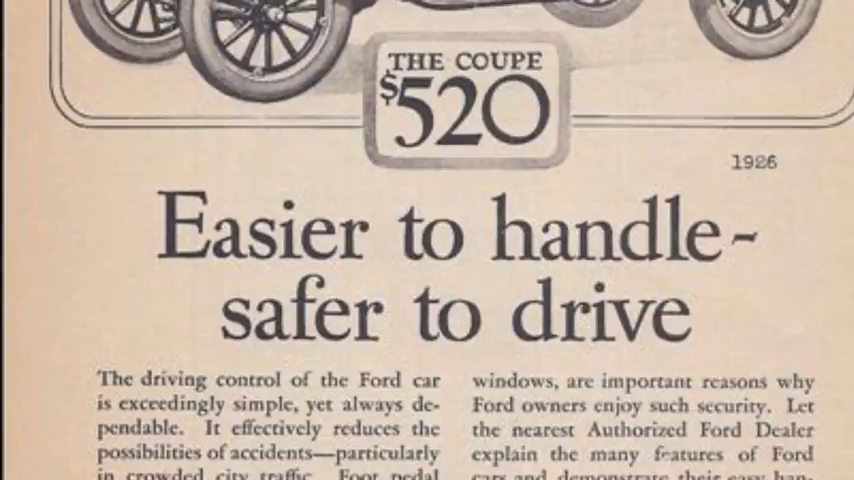 THE COUPE
$520
1926
Easier to handle-
safer to drive
The driving control of the Ford car
is exceedingly simple, yet always de-
pendable. It effectively reduces the
possibilities of accidents—particularly
in crowded city traffic. Foot pedal
windows, are important reasons why
Ford owners enjoy such security. Let
the nearest Authorized Ford Dealer
explain the many features of Ford
cars and demonstrate their easy han-